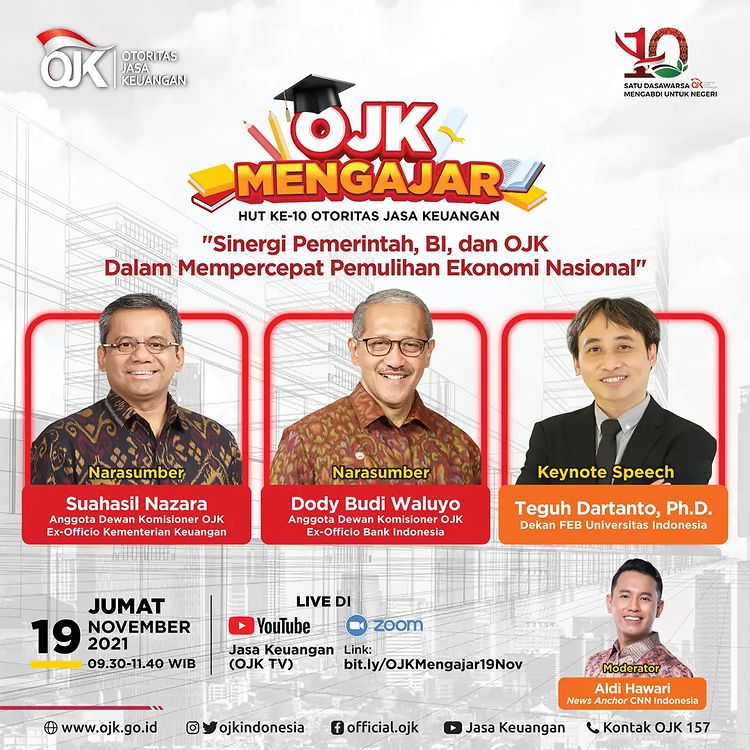 OJK
OTORITAS
JASA
KEUANGAN
10
SATU DASAWARSA OJK
MENGABDI UNTUK NEGERI
OJK
MENGAJAR
HUT KE-10 OTORITAS JASA KEUANGAN
"Sinergi Pemerintah, BI, dan OJK
Dalam Mempercepat Pemulihan Ekonomi Nasional"
Narasumber
Suahasil Nazara
Anggota Dewan Komisioner OJK
Ex-Officio Kementerian Keuangan
Narasumber
Dody Budi Waluyo
Anggota Dewan Komisioner OJK
Ex-Officio Bank Indonesia
Keynote Speech
Teguh Dartanto, Ph.D.
Dekan FEB Universitas Indonesia
19
JUMAT
NOVEMBER
2021
09.30-11.40 WIB
LIVE DI
YouTube
Jasa Keuangan
(OJK TV)
zoom
Link:
bit.ly/OJKMengajar19Nov
Moderator
Aldi Hawari
News Anchor CNN Indonesia
www.ojk.go.id
ojkindonesia
official.ojk
Jasa Keuangan
Kontak OJK 157